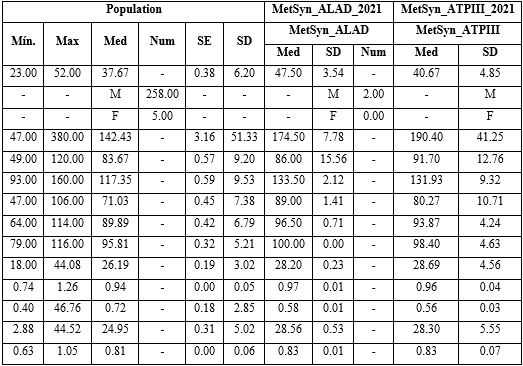 Population MetSyn_ALAD_2021 MetSyn_ATPIII_2021
MetSyn_ALAD MetSyn_ATPIII
Mín. Max Med Num SE SD Med SD Num Med SD
23.00 52.00 37.67 - 0.38 6.20 47.50 3.54 - 40.67 4.85
- - M 258.00 - - - M 2.00 - M
- - F 5.00 - - - F 0.00 - F
47.00 380.00 142.43 - 3.16 51.33 174.50 7.78 - 190.40 41.25
49.00 120.00 83.67 - 0.57 9.20 86.00 15.56 - 91.70 12.76
93.00 160.00 117.35 - 0.59 9.53 133.50 2.12 - 131.93 9.32
47.00 106.00 71.03 - 0.45 7.38 89.00 1.41 - 80.27 10.71
64.00 114.00 89.89 - 0.42 6.79 96.50 0.71 - 93.87 4.24
79.00 116.00 95.81 - 0.32 5.21 100.00 0.00 - 98.40 4.63
18.00 44.08 26.19 - 0.19 3.02 28.20 0.23 - 28.69 4.56
0.74 1.26 0.94 - 0.00 0.05 0.97 0.01 - 0.96 0.04
0.40 46.76 0.72 - 0.18 2.85 0.58 0.01 - 0.56 0.03
2.88 44.52 24.95 - 0.31 5.02 28.56 0.53 - 28.30 5.55
0.63 1.05 0.81 - 0.00 0.06 0.83 0.01 - 0.83 0.07